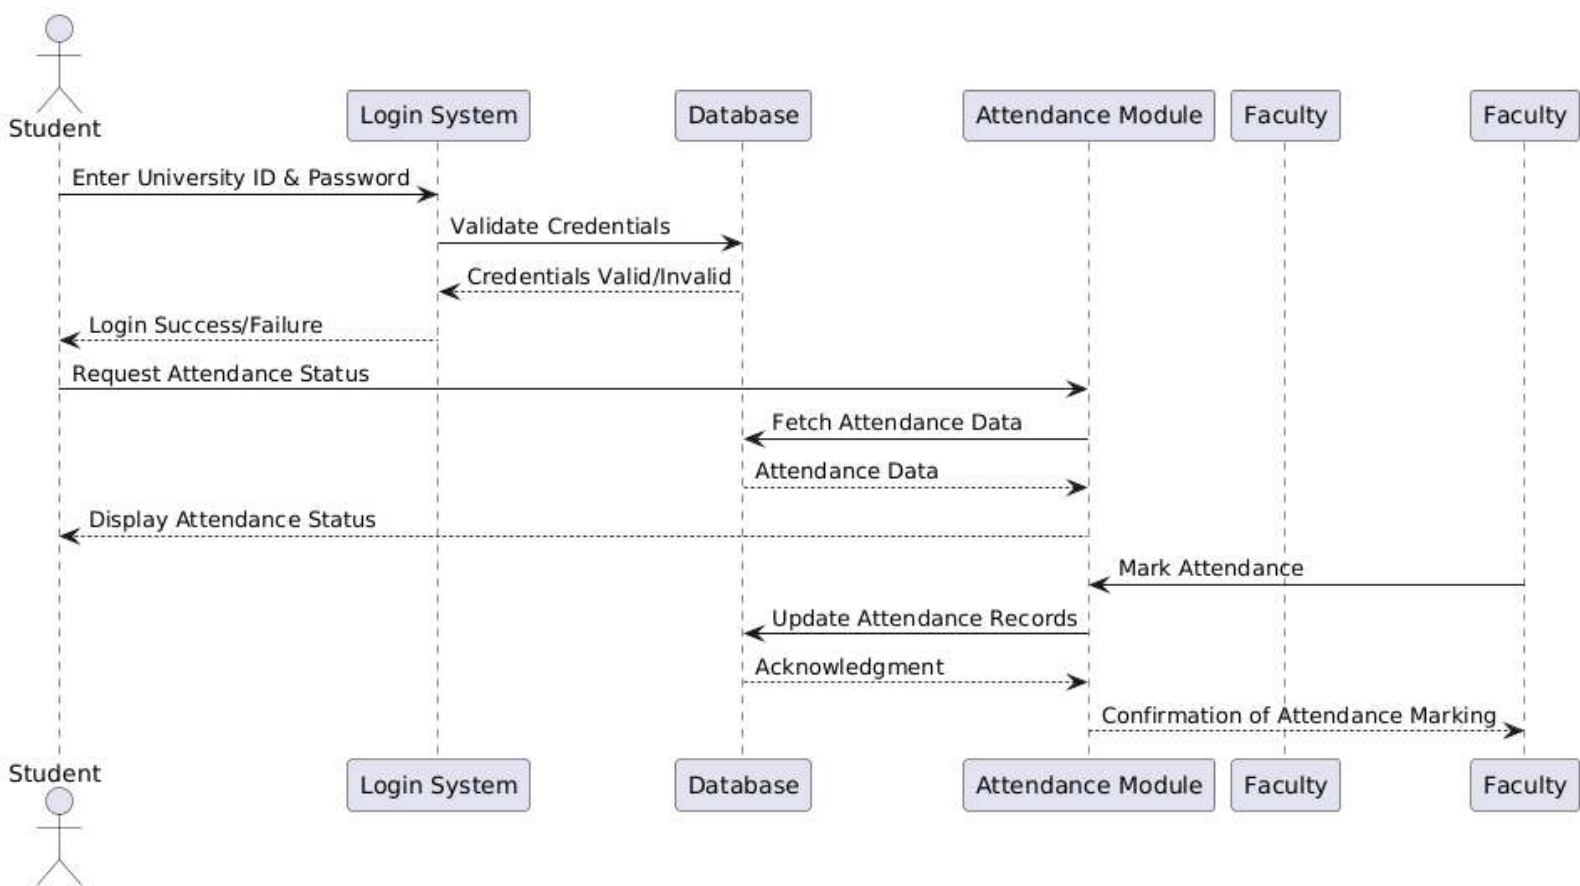 Student
Login System
Database
Attendance Module
Faculty
Faculty
Enter University ID & Password
Validate Credentials
Credentials Valid/Invalid
Login Success/Failure
Request Attendance Status
Fetch Attendance Data
Attendance Data
Display Attendance Status
Mark Attendance
Update Attendance Records
Acknowledgment
Confirmation of Attendance Marking
Student
Login System
Database
Attendance Module
Faculty
Faculty